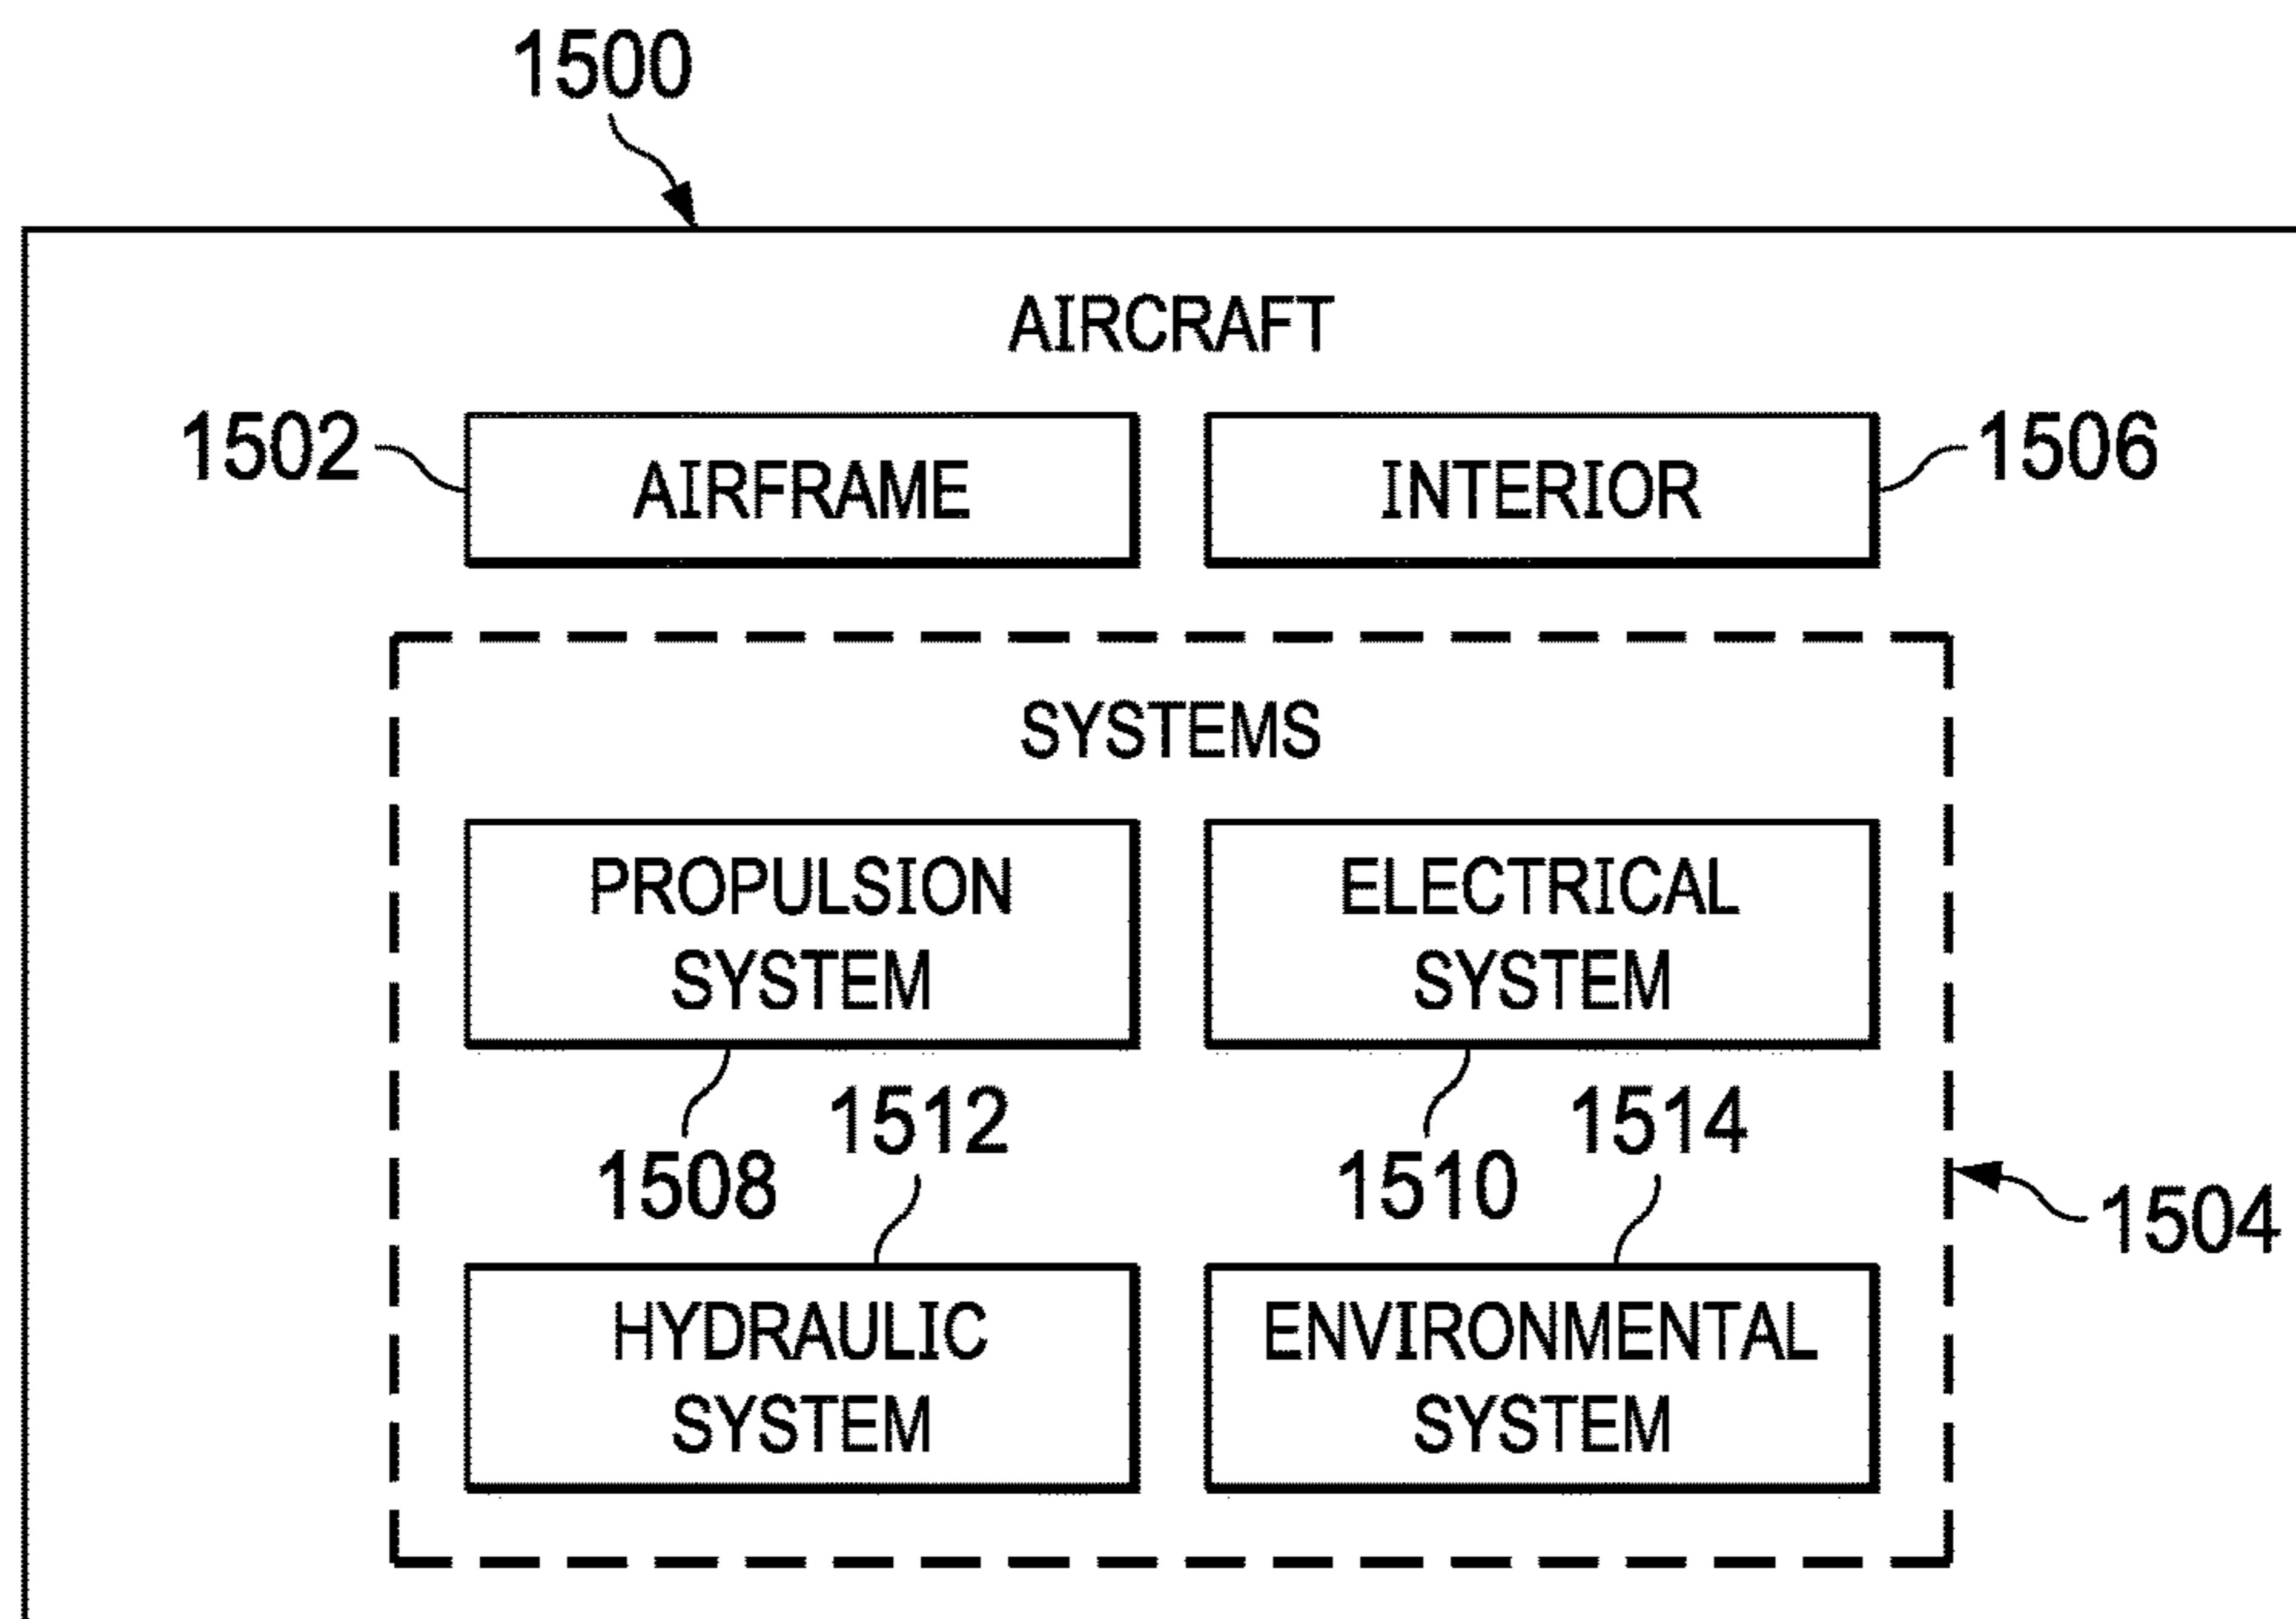 1500
AIRCRAFT
1502
AIRFRAME
INTERIOR
1506
SYSTEMS
PROPULSION
SYSTEM
ELECTRICAL
SYSTEM
1512
1514
1508
1510
1504
HYDRAULIC
SYSTEM
ENVIRONMENTAL
SYSTEM